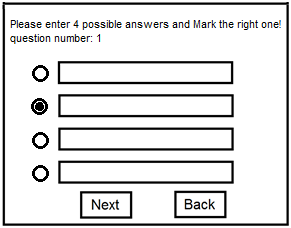 Please enter 4 possible answers and Mark the right one!
question number: 1
Next
Back